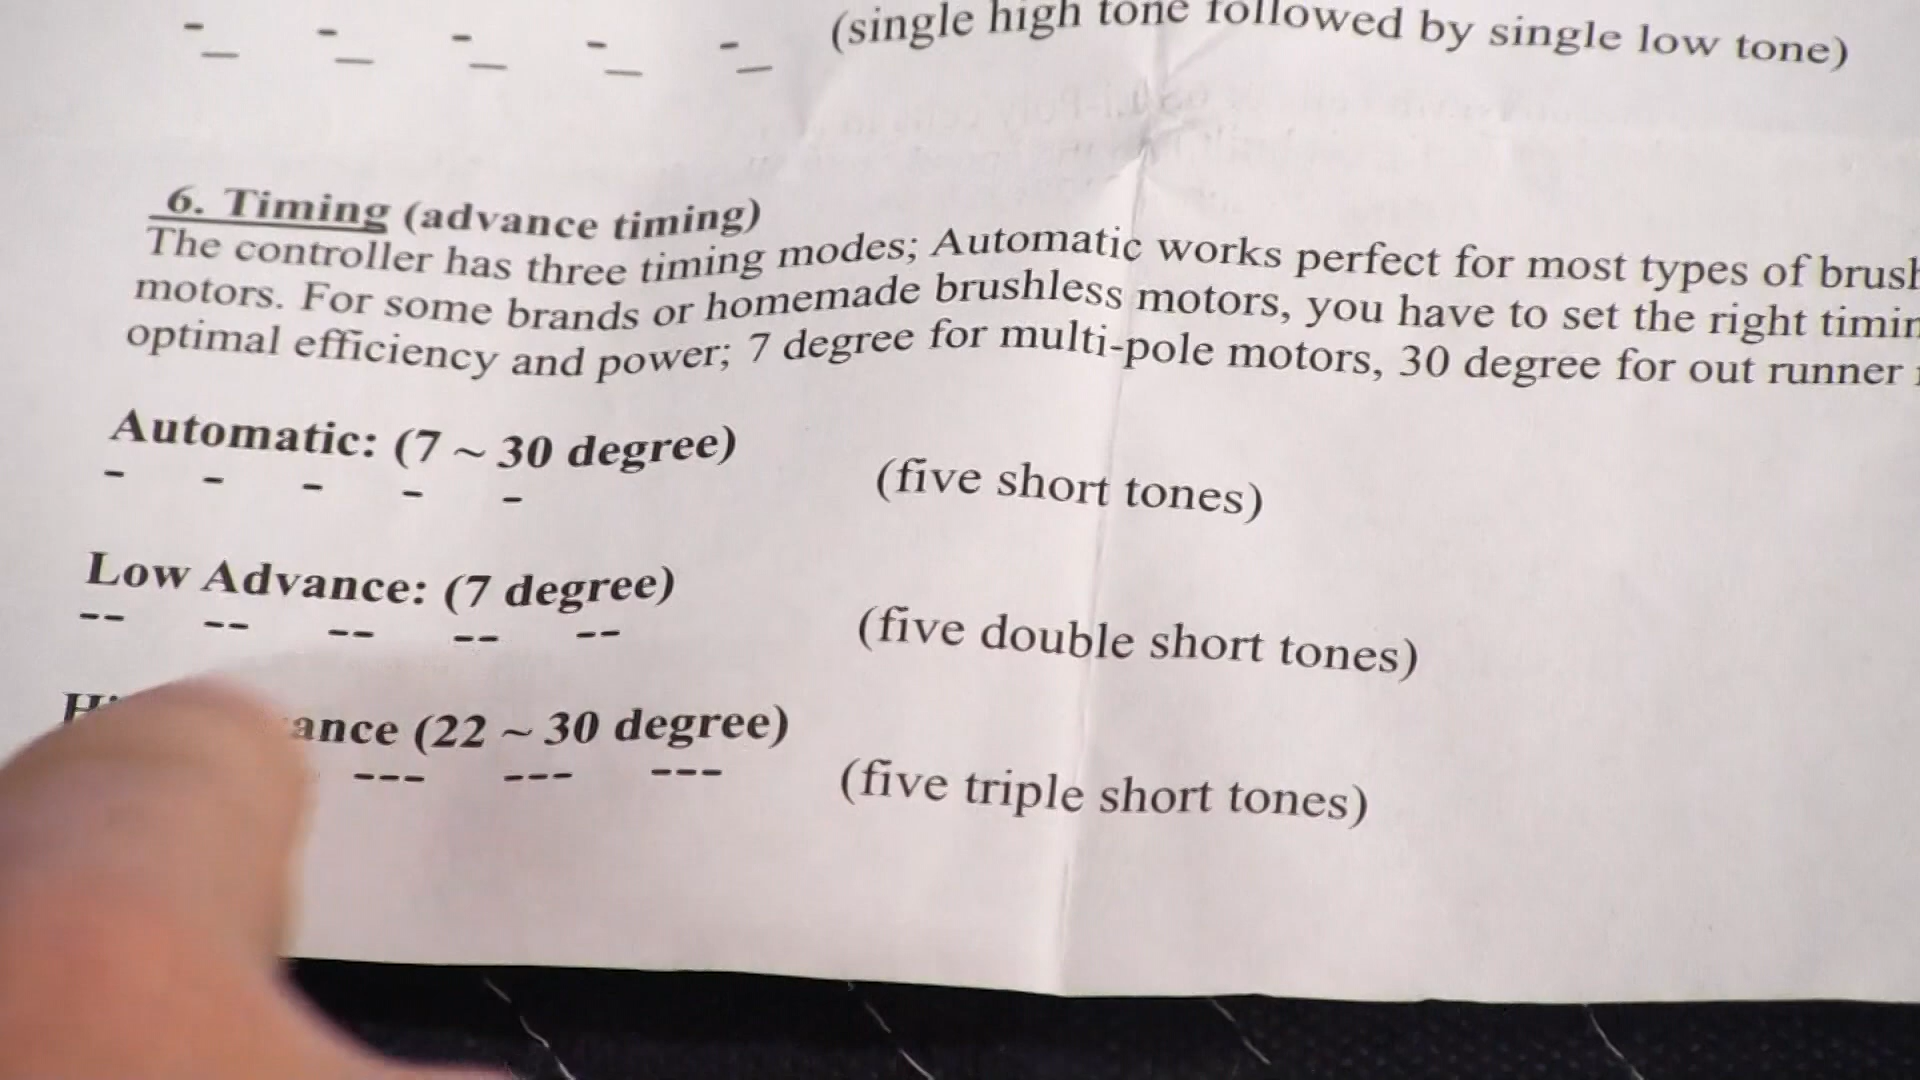 -_ -_ -_ -_ -_ (single high tone followed by single low tone)
6. Timing (advance timing)
The controller has three timing modes; Automatic works perfect for most types of
motors. For some brands or homemade brushless motors, you have to set the right
optimal efficiency and power; 7 degree for multi-pole motors, 30 degree for out runner
Automatic: (7 ~ 30 degree)
- - - - - (five short tones)
Low Advance: (7 degree)
-- -- -- -- -- (five double short tones)
(22 ~ 30 degree)
--- --- --- (five triple short tones)